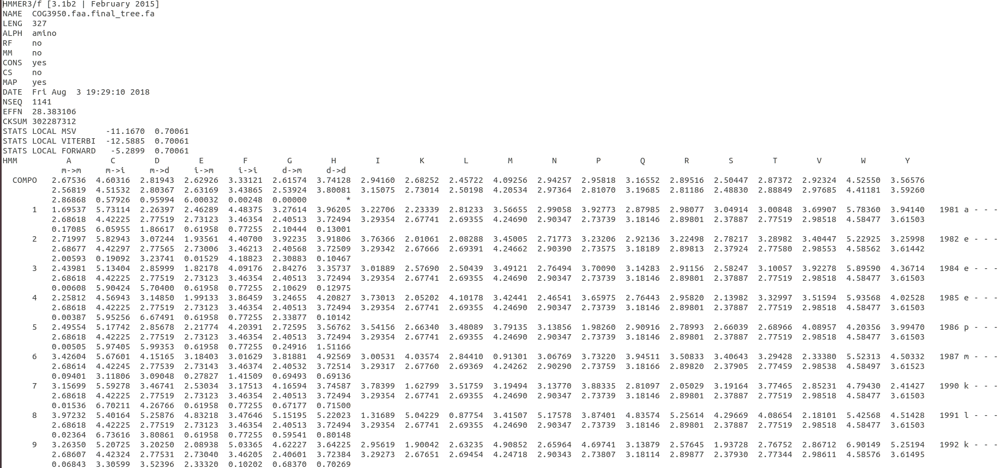 HMMER3/f [3.1b2 | February 2015]
NAME  COG3950.faa.final_tree.fa
LENG  327
ALPH  amino
RF    no
MM    no
CONS  yes
CS    no
MAP   yes
DATE  Fri Aug  3 19:29:10 2018
NSEQ  1141
EFFN  28.383106
CKSUM 302287312
STATS LOCAL MSV      -11.1670  0.70061
STATS LOCAL VITERBI  -12.5885  0.70061
STATS LOCAL FORWARD   -5.2899  0.70061
HMM          A        C        D        E        F        G        H        I        K        L        M        N        P        Q        R        S        T        V        W        Y
            m->m     m->i     m->d     i->m     i->i     d->m     d->d
  COMPO   2.67536  4.60316  2.81943  2.62926  3.33121  2.61574  3.74128  2.94160  2.68252  2.45722  4.09256  2.94257  2.95818  3.16552  2.89516  2.50447  2.87372  2.92324  4.52550  3.56576
          2.56819  4.51532  2.80367  2.63169  3.43865  2.53924  3.80081  3.15075  2.73014  2.50198  4.20534  2.97364  2.81070  3.19685  2.81186  2.48830  2.88849  2.97685  4.41181  3.59260
          2.86868  0.57926  0.95994  6.00032  0.00248  0.00000        *
      1   1.69537  5.73114  2.26397  2.46289  4.48375  3.27614  3.96205  3.22706  2.23339  2.81233  3.56655  2.99058  3.92773  2.87985  2.98077  3.04914  3.00848  3.69907  5.78360  3.94140   1981 a - - -
          2.68618  4.42225  2.77519  2.73123  3.46354  2.40513  3.72494  3.29354  2.67741  2.69355  4.24690  2.90347  2.73739  3.18146  2.89801  2.37887  2.77519  2.98518  4.58477  3.61503
          0.17085  6.05955  1.86617  0.61958  0.77255  2.10444  0.13001
      2   2.71997  5.82943  3.07244  1.93561  4.40700  3.92235  3.91806  3.76366  2.01061  2.08288  3.45005  2.71773  3.23206  2.92136  3.22498  2.78217  3.28982  3.40447  5.22925  3.25998   1982 e - - -
          2.68677  4.42297  2.77565  2.73006  3.46213  2.40568  3.72509  3.29342  2.67666  2.69391  4.24662  2.90390  2.73575  3.18189  2.89813  2.37924  2.77580  2.98553  4.58562  3.61442
          2.00593  0.19092  3.23741  0.01529  4.18823  2.30883  0.10467
      3   2.43981  5.13404  2.85999  1.82178  4.09176  2.84276  3.35737  3.01889  2.57690  2.50439  3.49121  2.76494  3.70090  3.14283  2.91156  2.58247  3.10057  3.92278  5.89590  4.36714   1984 e - - -
          2.68618  4.42225  2.77519  2.73123  3.46354  2.40513  3.72494  3.29354  2.67741  2.69355  4.24690  2.90347  2.73739  3.18146  2.89801  2.37887  2.77519  2.98518  4.58477  3.61503
          0.00608  5.90424  5.70400  0.61958  0.77255  2.10629  0.12975
      4   2.25812  4.56943  3.14850  1.99133  3.86459  3.24655  4.20827  3.73013  2.05202  4.10178  3.42441  2.46541  3.65975  2.76443  2.95820  2.13982  3.32997  3.51594  5.93568  4.02528   1985 e - - -
          2.68618  4.42225  2.77519  2.73123  3.46354  2.40513  3.72494  3.29354  2.67741  2.69355  4.24690  2.90347  2.73739  3.18146  2.89801  2.37887  2.77519  2.98518  4.58477  3.61503
          0.00387  5.95256  6.67491  0.61958  0.77255  2.33877  0.10142
      5   2.49554  5.17742  2.85678  2.21774  4.20391  2.72595  3.56762  3.54156  2.66340  3.48089  3.79135  3.13856  1.98260  2.90916  2.78993  2.66039  2.68966  4.08957  4.20356  3.99470   1986 p - - -
          2.68618  4.42225  2.77519  2.73123  3.46354  2.40513  3.72494  3.29354  2.67741  2.69355  4.24690  2.90347  2.73739  3.18146  2.89801  2.37887  2.77519  2.98518  4.58477  3.61503
          0.00505  5.97405  5.99353  0.61958  0.77255  0.24916  1.51166
      6   3.42604  5.67601  4.15165  3.18403  3.01629  3.81881  4.92569  3.00531  4.03574  2.84410  0.91301  3.06769  3.73220  3.94511  3.50833  3.40643  3.29428  2.33380  5.52313  4.50332   1987 m - - -
          2.68614  4.42245  2.77539  2.73143  3.46374  2.40532  3.72514  3.29317  2.67760  2.69369  4.24262  2.90290  2.73759  3.18166  2.89820  2.37905  2.77459  2.98538  4.58497  3.61523
          0.09401  3.11806  3.09048  0.27827  1.41509  0.69493  0.69136
      7   3.15699  5.59278  3.46741  2.53034  3.17513  4.16594  3.74587  3.78399  1.62799  3.51759  3.19494  3.13770  3.88335  2.81097  2.05029  3.19164  3.77465  2.85231  4.79430  2.41427   1990 k - - -
          2.68618  4.42225  2.77519  2.73123  3.46354  2.40513  3.72494  3.29354  2.67741  2.69355  4.24690  2.90347  2.73739  3.18146  2.89801  2.37887  2.77519  2.98518  4.58477  3.61503
          0.01536  6.70211  4.26766  0.61958  0.77255  0.67177  0.71500
      8   3.97232  5.40164  5.25876  4.83218  3.47646  5.15195  5.22023  1.31689  5.04229  0.87754  3.41507  5.17578  3.87401  4.83574  5.25614  4.29669  4.08654  2.18101  5.42568  4.51428   1991 l - - -
          2.68618  4.42225  2.77519  2.73123  3.46354  2.40513  3.72494  3.29354  2.67741  2.69355  4.24690  2.90347  2.73739  3.18146  2.89801  2.37887  2.77519  2.98518  4.58477  3.61503
          0.02364  6.73616  3.80861  0.61958  0.77255  0.59541  0.80148
      9   3.26350  5.20725  3.20250  2.08938  5.03365  4.62227  3.64225  2.95619  1.90042  2.63235  4.90852  2.65964  4.69741  3.13879  2.57645  1.93728  2.76752  2.86712  6.90149  5.25194   1992 k - - -
          2.68607  4.42324  2.77531  2.73040  3.46205  2.40601  3.72384  3.29273  2.67651  2.69454  4.24718  2.90343  2.73807  3.18114  2.89877  2.37930  2.77344  2.98611  4.58576  3.61495
          0.06843  3.30599  3.52396  2.33320  0.10202  0.68370  0.70269